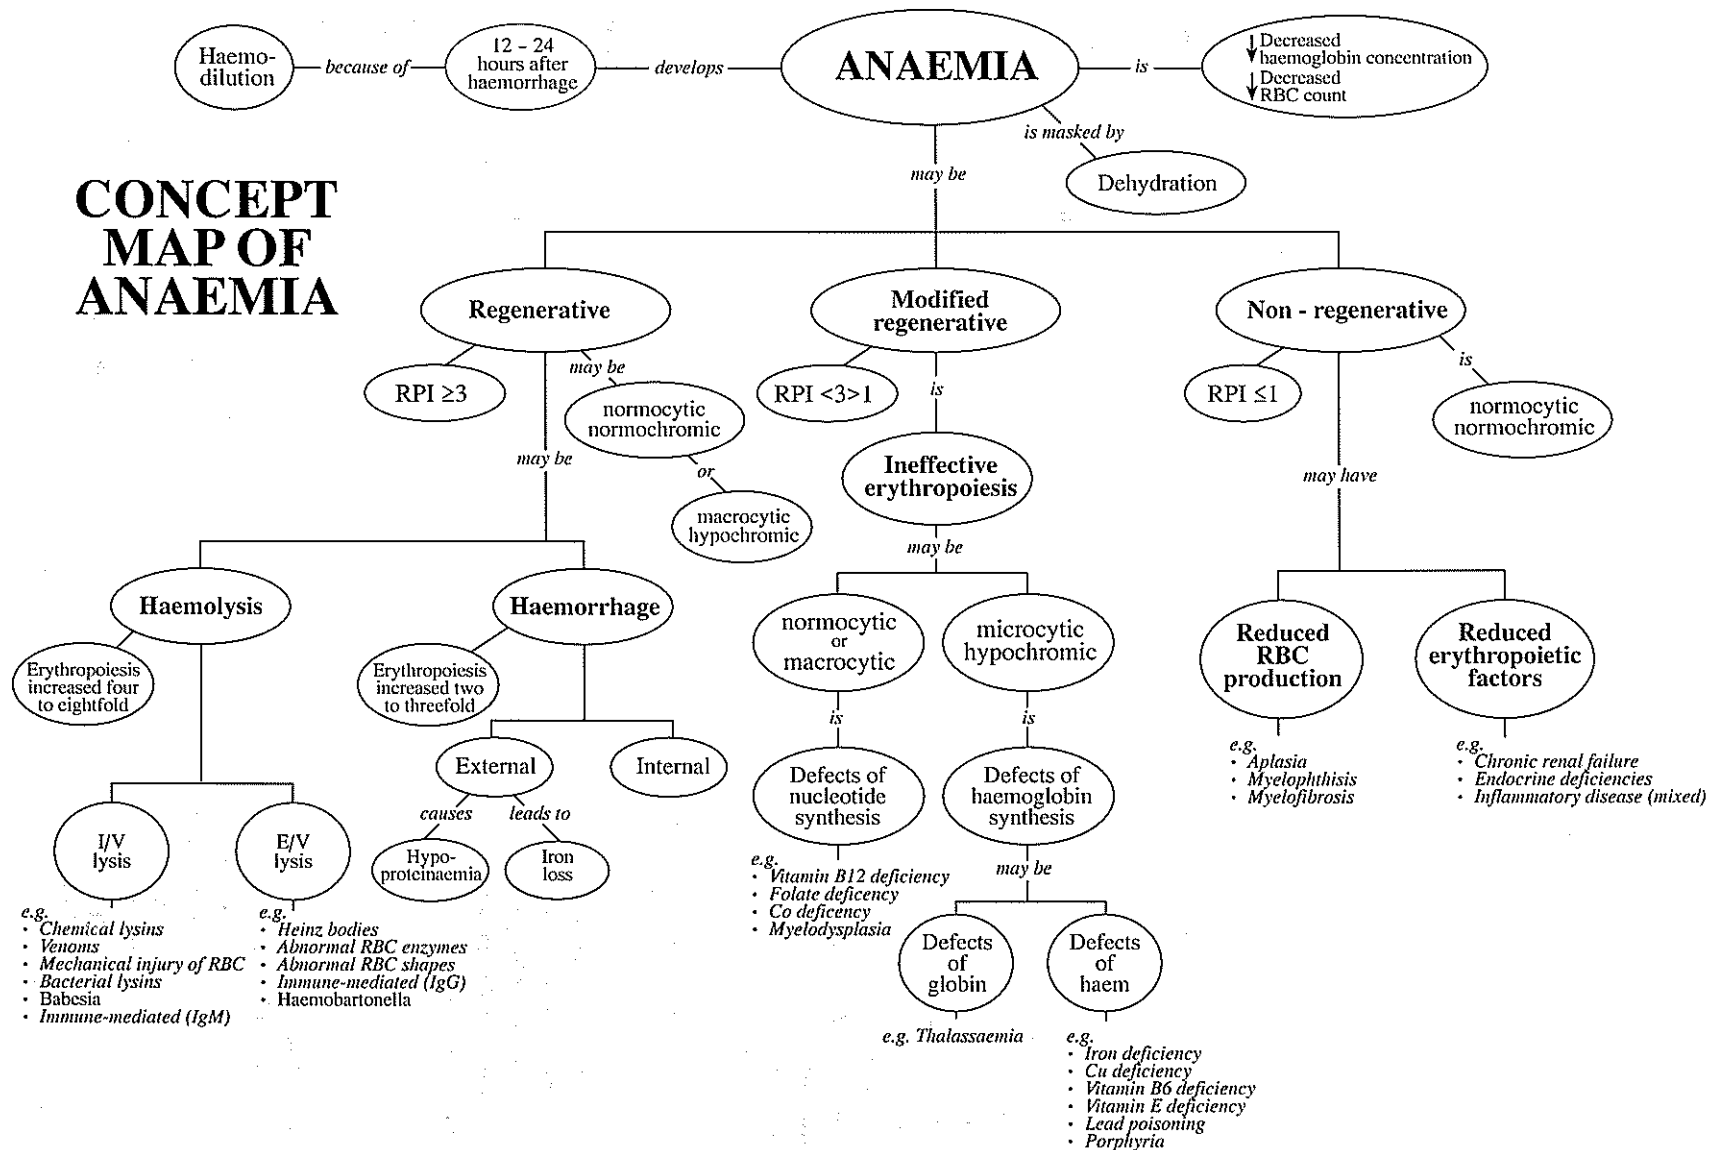 Haemo-
dilution
because of
12 – 24
hours after
haemorrhage
develops
ANAEMIA
is
↓ Decreased
haemoglobin concentration
↓ Decreased
RBC count
is masked by
Dehydration
may be
CONCEPT
MAP OF
ANAEMIA
Regenerative
RPI ≥3
may be
normocytic
normochromic
or
macrocytic
hypochromic
may be
Modified
regenerative
RPI <3>1
is
Ineffective
erythropoiesis
may be
Non - regenerative
RPI ≤1
is
normocytic
normochromic
may have
Haemolysis
Erythropoiesis
increased four
to eightfold
Haemorrhage
Erythropoiesis
increased two
to threefold
External
Internal
causes
leads to
Hypo-
proteinaemia
Iron
loss
I/V
lysis
e.g.
· Chemical lysins
· Venoms
· Mechanical injury of RBC
· Bacterial lysins
· Babesia
· Immune-mediated (IgM)
E/V
lysis
e.g.
· Heinz bodies
· Abnormal RBC enzymes
· Abnormal RBC shapes
· Immune-mediated (IgG)
· Haemobartonella
normocytic
or
macrocytic
is
Defects of
nucleotide
synthesis
e.g.
· Vitamin B12 deficiency
· Folate deficency
· Co deficency
· Myelodysplasia
microcytic
hypochromic
is
Defects of
haemoglobin
synthesis
may be
Defects
of
globin
e.g. Thalassaemia
Defects
of
haem
e.g.
· Iron deficiency
· Cu deficiency
· Vitamin B6 deficiency
· Vitamin E deficiency
· Lead poisoning
· Porphyria
Reduced
RBC
production
e.g.
· Aplasia
· Myelophthisis
· Myelofibrosis
Reduced
erythropoietic
factors
e.g.
· Chronic renal failure
· Endocrine deficiencies
· Inflammatory disease (mixed)